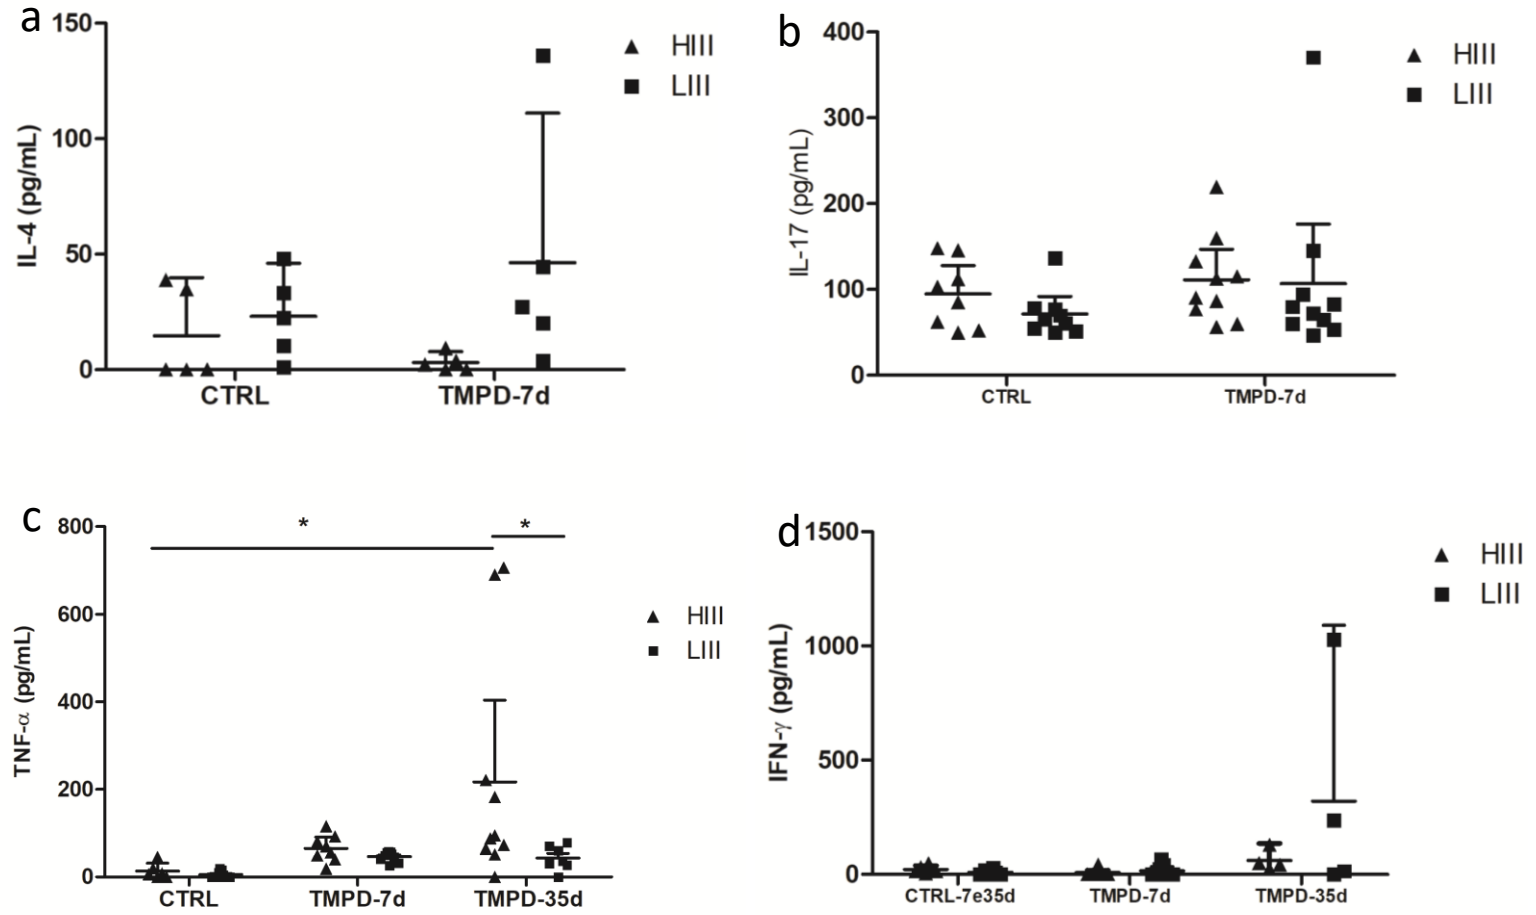 a
150
100
50
0
IL-4 (pg/mL)
HIII
LIII
CTRL
TMPD-7d
b
400
300
200
100
0
IL-17 (pg/mL)
HIII
LIII
CTRL
TMPD-7d
c
800
600
400
200
0
TNF-α (pg/mL)
*
*
HIII
LIII
CTRL
TMPD-7d
TMPD-35d
d
1500
1000
500
0
IFN-γ (pg/mL)
HIII
LIII
CTRL-7e35d
TMPD-7d
TMPD-35d